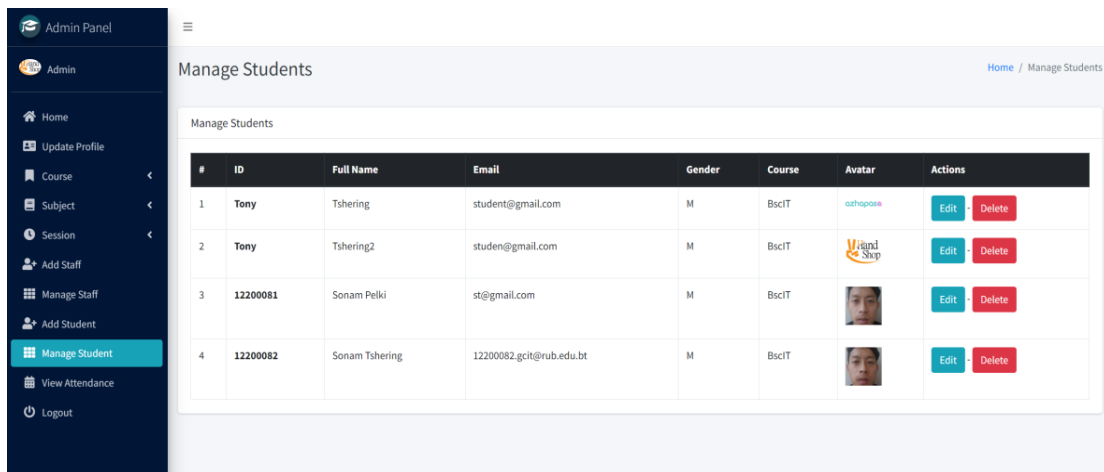 Admin Panel
Admin
Home
Update Profile
Course
Subject
Session
Add Staff
Manage Staff
Add Student
Manage Student
View Attendance
Logout
Manage Students
Home / Manage Students
Manage Students
# ID Full Name Email Gender Course Avatar Actions
1 Tony Tshering student@gmail.com M BscIT Edit - Delete
2 Tony Tshering2 studen@gmail.com M BscIT Hand Shop Edit - Delete
3 12200081 Sonam Pelki st@gmail.com M BscIT Edit - Delete
4 12200082 Sonam Tshering 12200082.gcit@rub.edu.bt M BscIT Edit - Delete